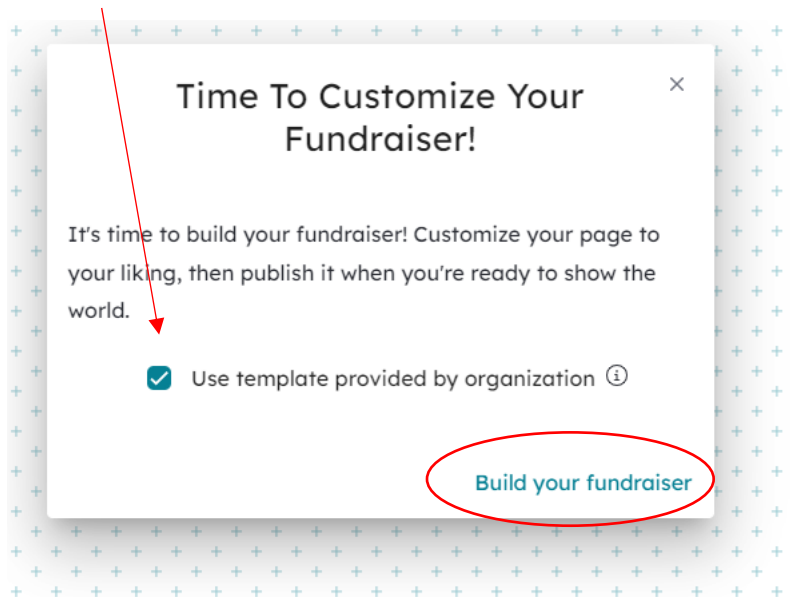 Time To Customize Your
Fundraiser!
It's time to build your fundraiser! Customize your page to
your liking, then publish it when you're ready to show the
world.
Use template provided by organization
Build your fundraiser